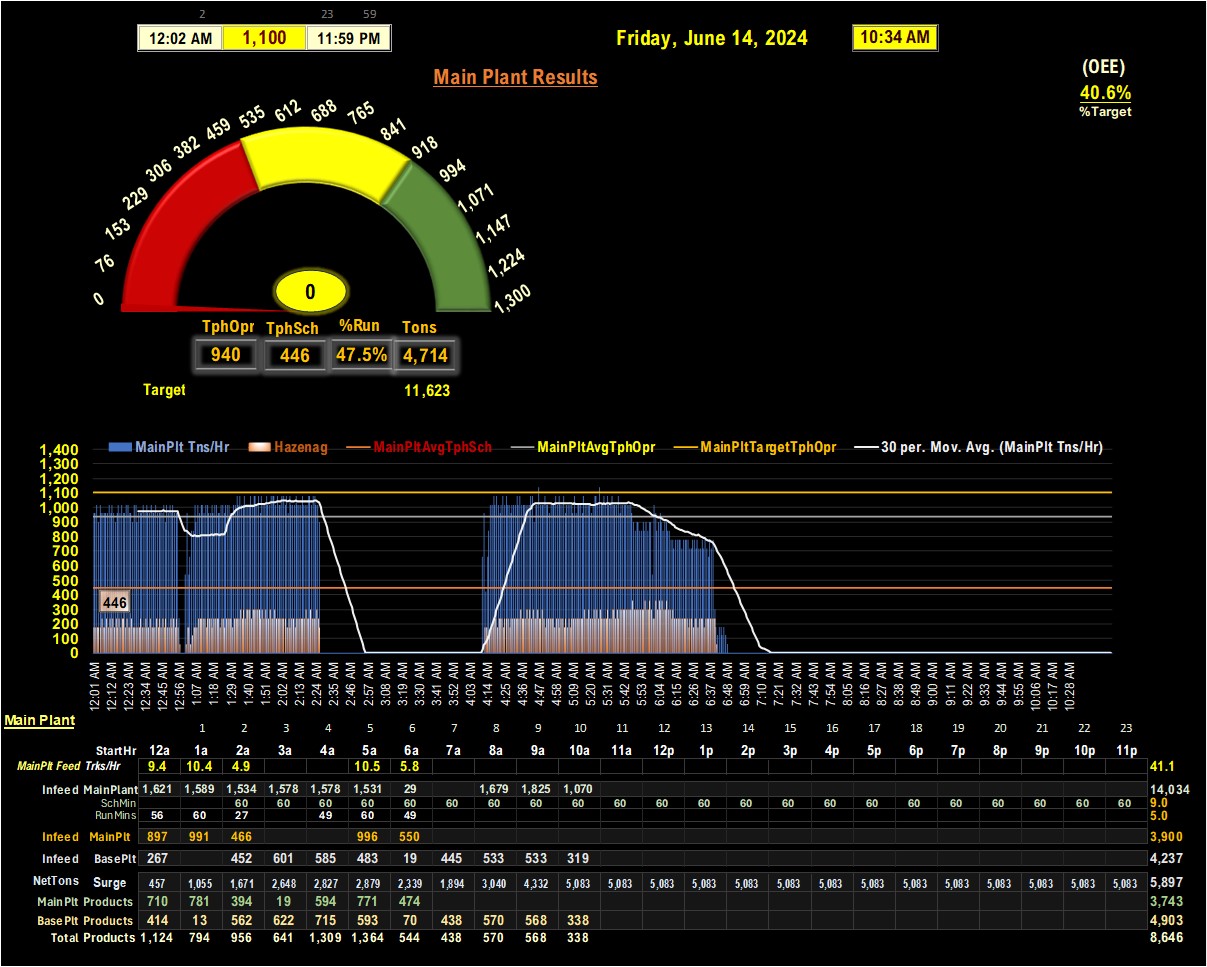 2 23 59
12:02 AM 1,100 11:59 PM
Friday, June 14, 2024 10:34 AM
Main Plant Results
(OEE)
40.6%
%Target
0 76 153 229 306 382 459 535 612 688 765 841 918 994 1,071 1,147 1,224 1,300
0
TphOpr TphSch %Run Tons
940 446 47.5% 4,714
Target 11,623
MainPlt Tns/Hr Hazenag MainPltAvgTphSch MainPltAvgTphOpr MainPltTargetTphOpr 30 per. Mov. Avg. (MainPlt Tns/Hr)
1,400
1,300
1,200
1,100
1,000
900
800
700
600
500
400
300
200
100
0
446
12:01 AM 12:12 AM 12:23 AM 12:34 AM 12:45 AM 12:56 AM 1:07 AM 1:18 AM 1:29 AM 1:40 AM 1:51 AM 2:02 AM 2:13 AM 2:24 AM 2:35 AM 2:46 AM 2:57 AM 3:08 AM 3:19 AM 3:30 AM 3:41 AM 3:52 AM 4:03 AM 4:14 AM 4:25 AM 4:36 AM 4:47 AM 4:58 AM 5:09 AM 5:20 AM 5:31 AM 5:42 AM 5:53 AM 6:04 AM 6:15 AM 6:26 AM 6:37 AM 6:48 AM 6:59 AM 7:10 AM 7:21 AM 7:32 AM 7:43 AM 7:54 AM 8:05 AM 8:16 AM 8:27 AM 8:38 AM 8:49 AM 9:00 AM 9:11 AM 9:22 AM 9:33 AM 9:44 AM 9:55 AM 10:06 AM 10:17 AM 10:28 AM
Main Plant
1 2 3 4 5 6 7 8 9 10 11 12 13 14 15 16 17 18 19 20 21 22 23
StartHr 12a 1a 2a 3a 4a 5a 6a 7a 8a 9a 10a 11a 12p 1p 2p 3p 4p 5p 6p 7p 8p 9p 10p 11p
MainPlt Feed Trks/Hr 9.4 10.4 4.9 10.5 5.8 41.1
Infeed MainPlant 1,621 1,589 1,534 1,578 1,578 1,531 29 1,679 1,825 1,070 14,034
SchMin 60 60 60 60 60 60 60 60 60 60 60 60 60 60 60 60 60 60 60 60 60 60 9.0
RunMins 56 60 27 49 60 49 5.0
Infeed MainPlt 897 991 466 996 550 3,900
Infeed BasePlt 267 452 601 585 483 19 445 533 533 319 4,237
NetTons Surge 457 1,055 1,671 2,648 2,827 2,879 2,339 1,894 3,040 4,332 5,083 5,083 5,083 5,083 5,083 5,083 5,083 5,083 5,083 5,083 5,083 5,083 5,083 5,083 5,897
MainPlt Products 710 781 394 19 594 771 474 3,743
BasePlt Products 414 13 562 622 715 593 70 438 570 568 338 4,903
Total Products 1,124 794 956 641 1,309 1,364 544 438 570 568 338 8,646